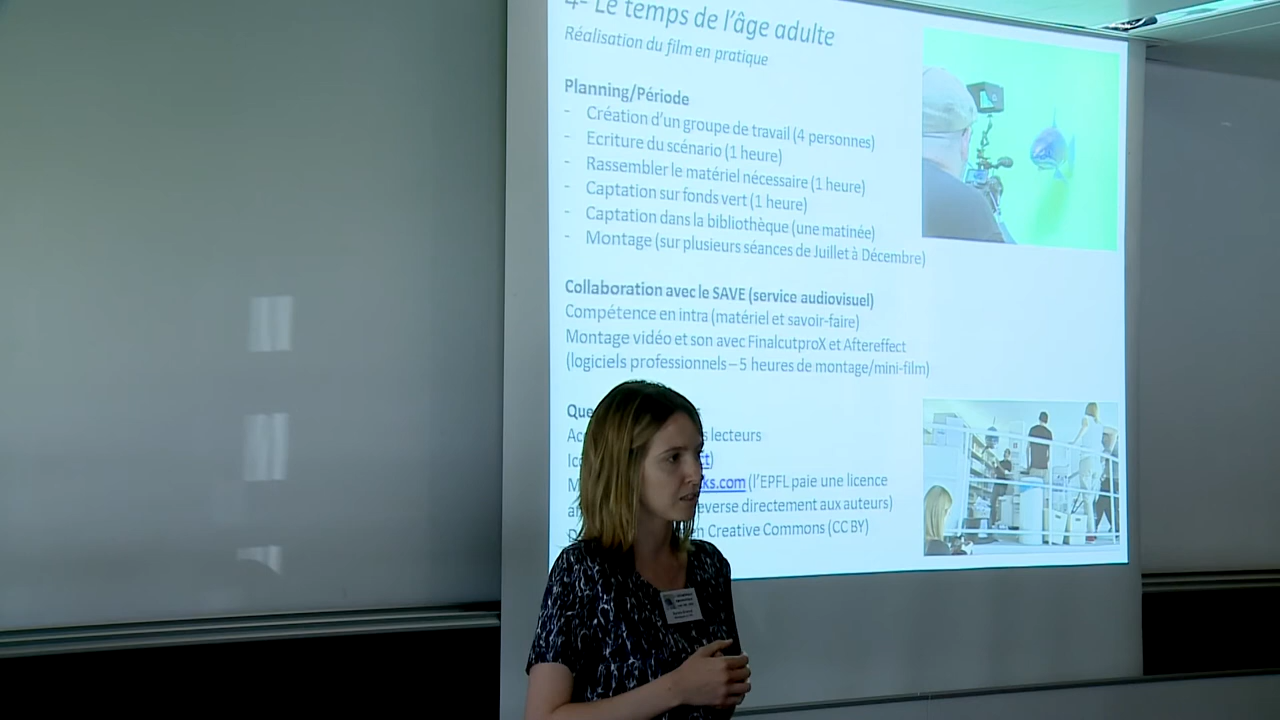 4- Le temps de l'âge adulte
Réalisation du film en pratique
Planning/Période
- Création d'un groupe de travail (4 personnes)
- Ecriture du scénario (1 heure)
- Rassembler le matériel nécessaire (1 heure)
- Captation sur fonds vert (1 heure)
- Captation dans la bibliothèque (une matinée)
- Montage (sur plusieurs séances de Juillet à Décembre)
Collaboration avec le SAVE (service audiovisuel)
Compétence en intra (matériel et savoir-faire)
Montage vidéo et son avec FinalcutproX et Aftereffect
(logiciels professionnels – 5 heures de montage/mini-film)
Que
lecteurs
ks.com (l'EPFL paie une licence
everse directement aux auteurs)
n Creative Commons (CC BY)